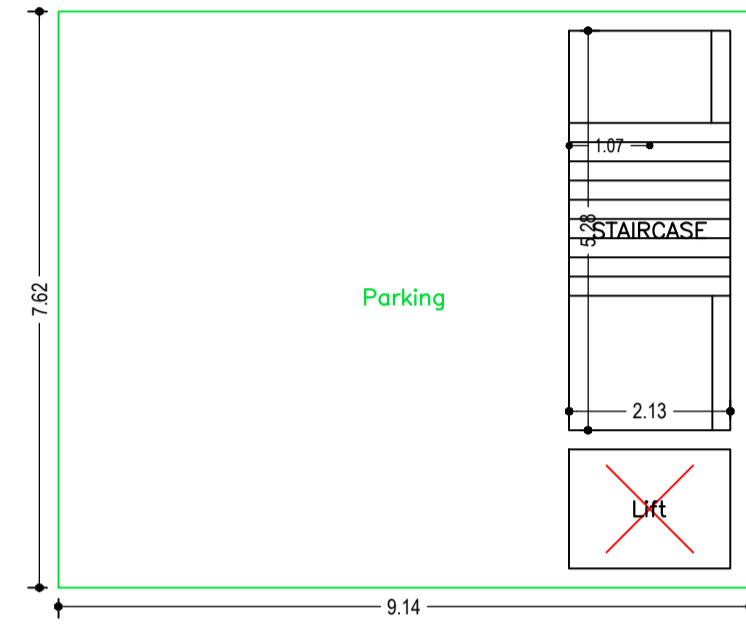 1.07
5.28
STAIRCASE
Parking
7.62
2.13
Lift
9.14